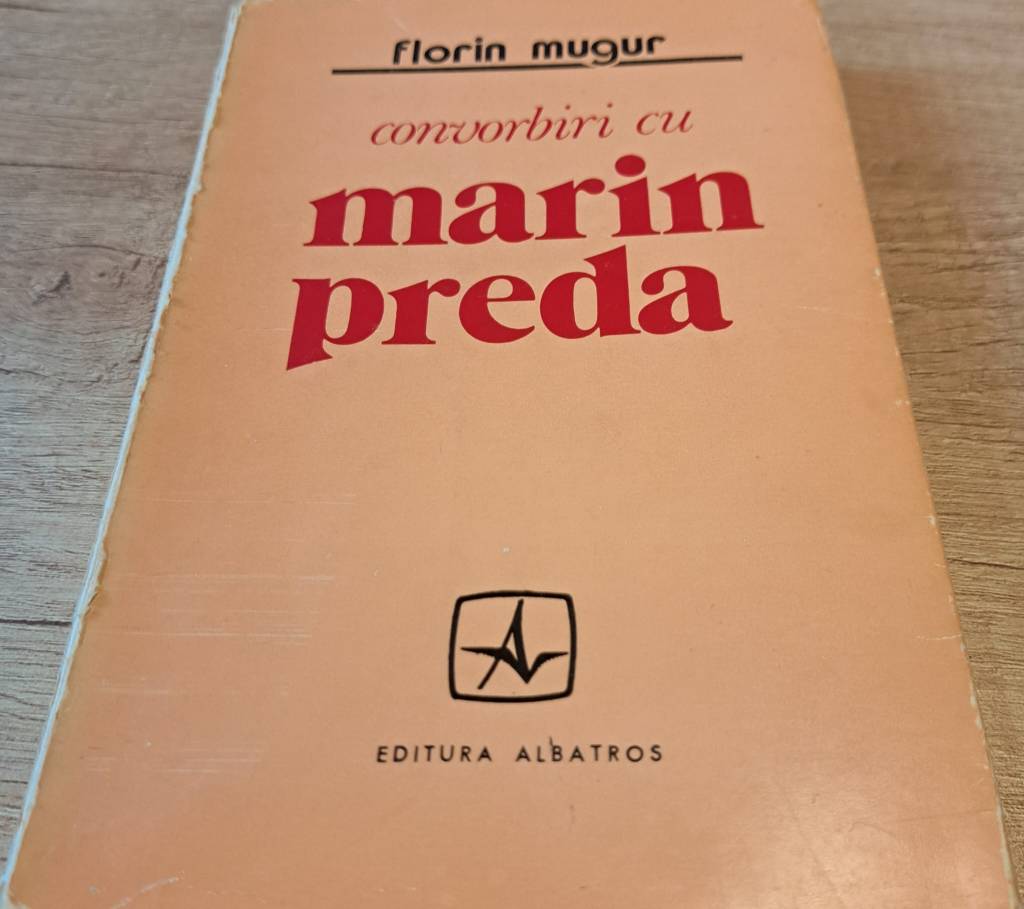 florin mugur
convorbiri cu
marin
preda
EDITURA ALBATROS